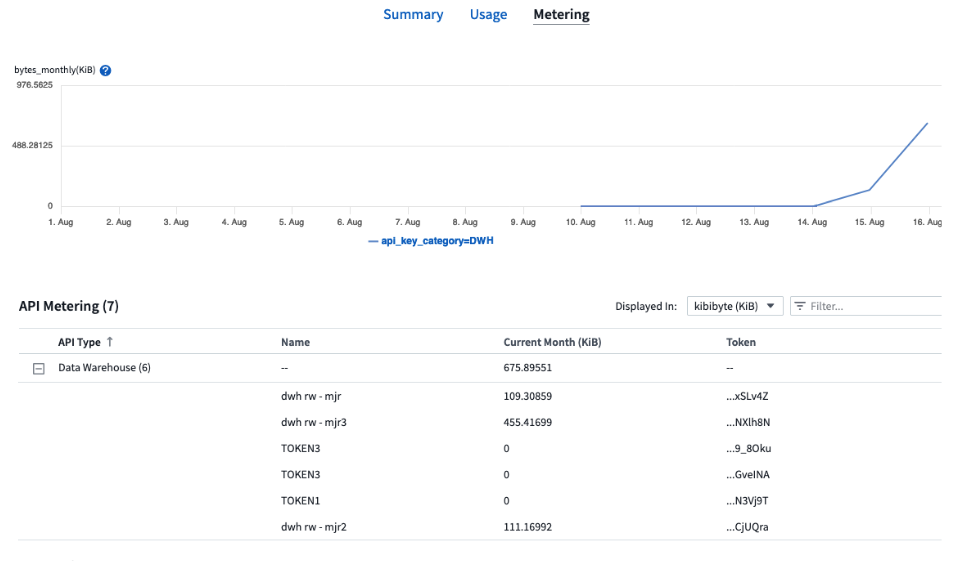 Summary Usage Metering
bytes_monthly(KiB) ?
976.5625
488.28125
0
1. Aug 2. Aug 3. Aug 4. Aug 5. Aug 6. Aug 7. Aug 8. Aug 9. Aug 10. Aug 11. Aug 12. Aug 13. Aug 14. Aug 15. Aug 16. Aug
api_key_category=DWH
API Metering (7) Displayed In: kibibyte (KiB) Filter...
API Type ↑ Name Current Month (KiB) Token
Data Warehouse (6) -- 675.89551 --
dwh rw - mjr 109.30859 ...xSLv4Z
dwh rw - mjr3 455.41699 ...NXlh8N
TOKEN3 0 ...9_8Oku
TOKEN3 0 ...GveINA
TOKEN1 0 ...N3Vj9T
dwh rw - mjr2 111.16992 ...CjUQra